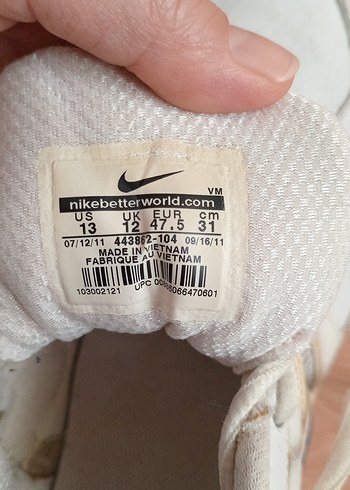 VM
nikebetterworld.com
US UK EUR cm
13 12 47.5 31
07/12/11 443862-104 09/16/11
MADE IN VIETNAM
FABRIQUE AU VIETNAM
103002121 UPC